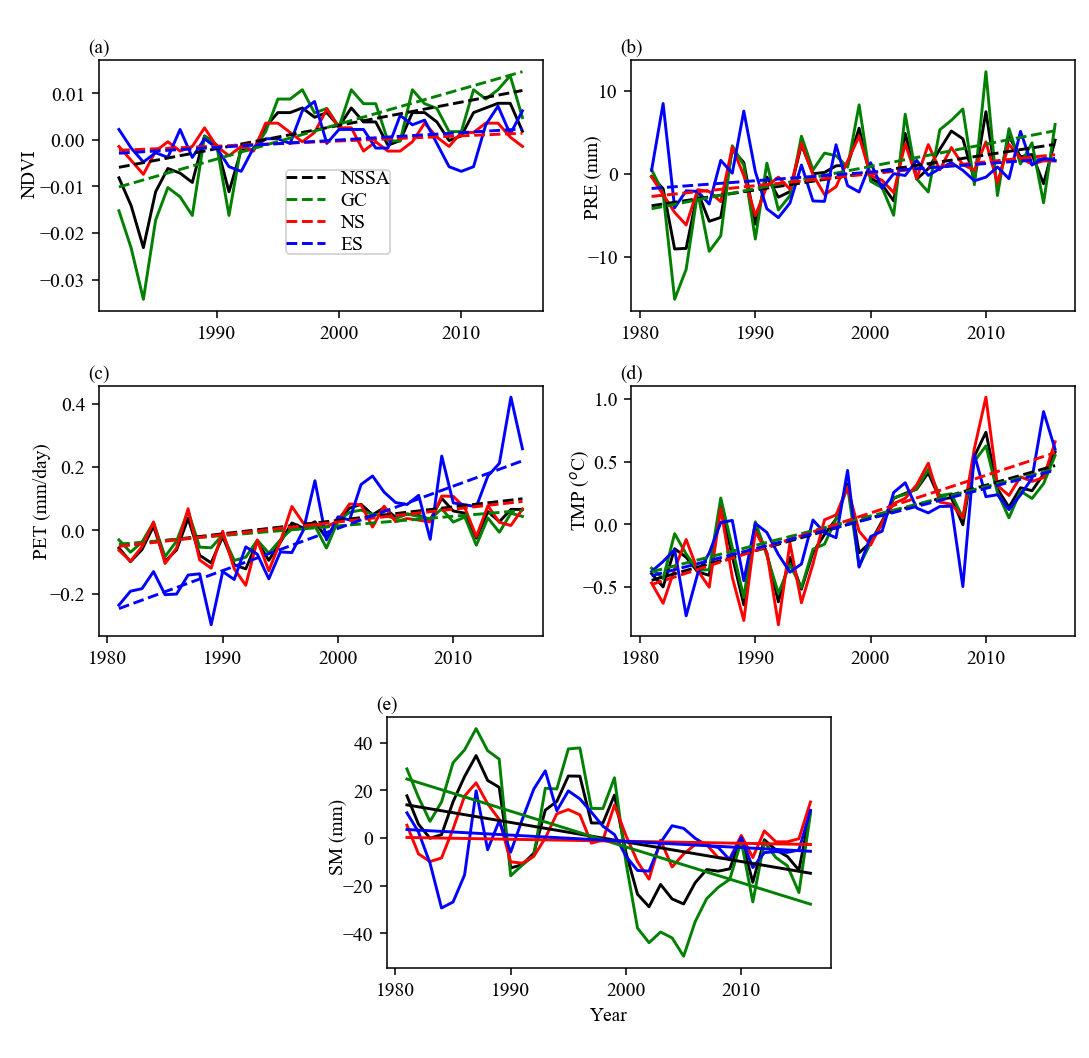 (a)
NDVI
0.01
0.00
−0.01
−0.02
−0.03
1990
2000
2010
NSSA
GC
NS
ES
(b)
PRE (mm)
10
0
−10
1980
1990
2000
2010
(c)
PET (mm/day)
0.4
0.2
0.0
−0.2
1980
1990
2000
2010
(d)
TMP (°C)
1.0
0.5
0.0
−0.5
1980
1990
2000
2010
(e)
SM (mm)
40
20
0
−20
−40
1980
1990
2000
2010
Year